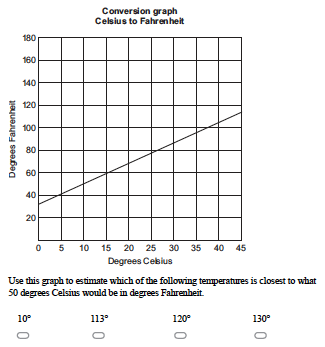 Conversion graph
Celsius to Fahrenheit
180
160
140
120
100
80
60
40
20
Degrees Fahrenheit
0 5 10 15 20 25 30 35 40 45
Degrees Celsius
Use this graph to estimate which of the following temperatures is closest to what
50 degrees Celsius would be in degrees Fahrenheit.
10° 113° 120° 130°